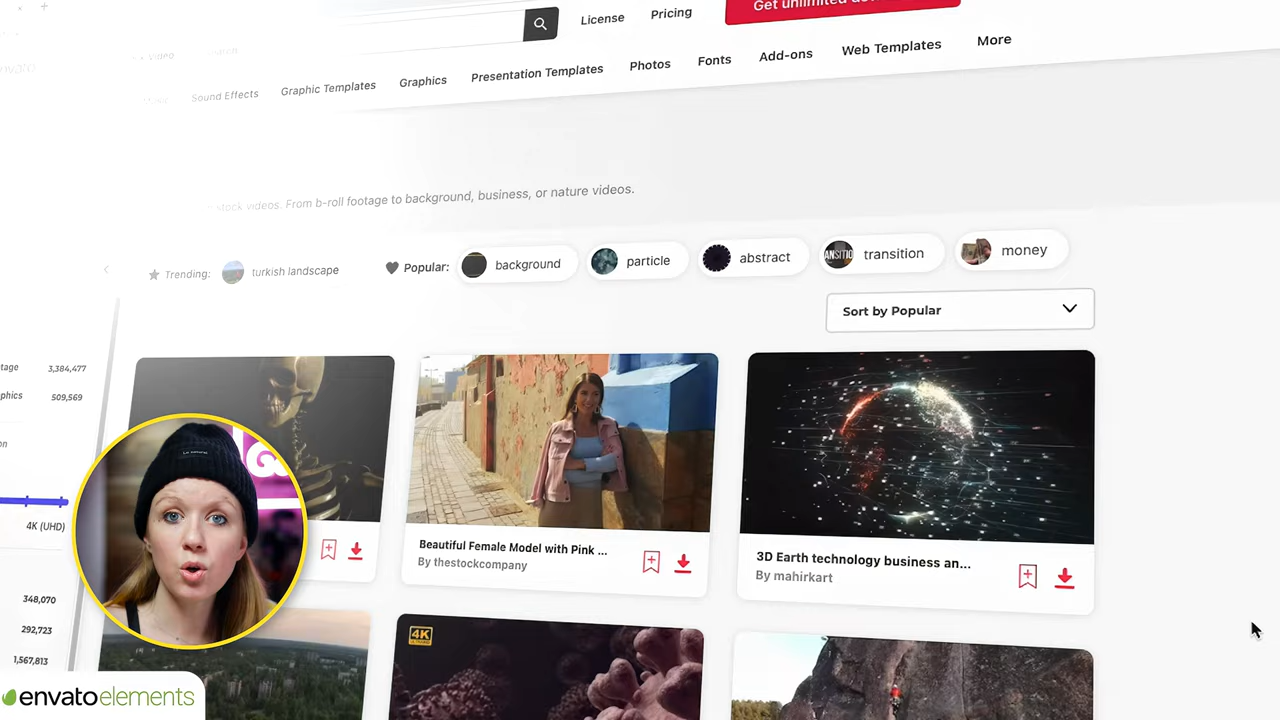 License
Pricing
Get unlimited
Video
Sound Effects
Graphic Templates
Graphics
Presentation Templates
Photos
Fonts
Add-ons
Web Templates
More
stock videos. From b-roll footage to background, business, or nature videos.
Trending:
turkish landscape
Popular:
background
particle
abstract
transition
money
Sort by Popular
3,384,477
509,569
4K (UHD)
348,070
292,723
1,567,813
Beautiful Female Model with Pink ...
By thestockcompany
3D Earth technology business an...
By mahirkart
4K
envatoelements